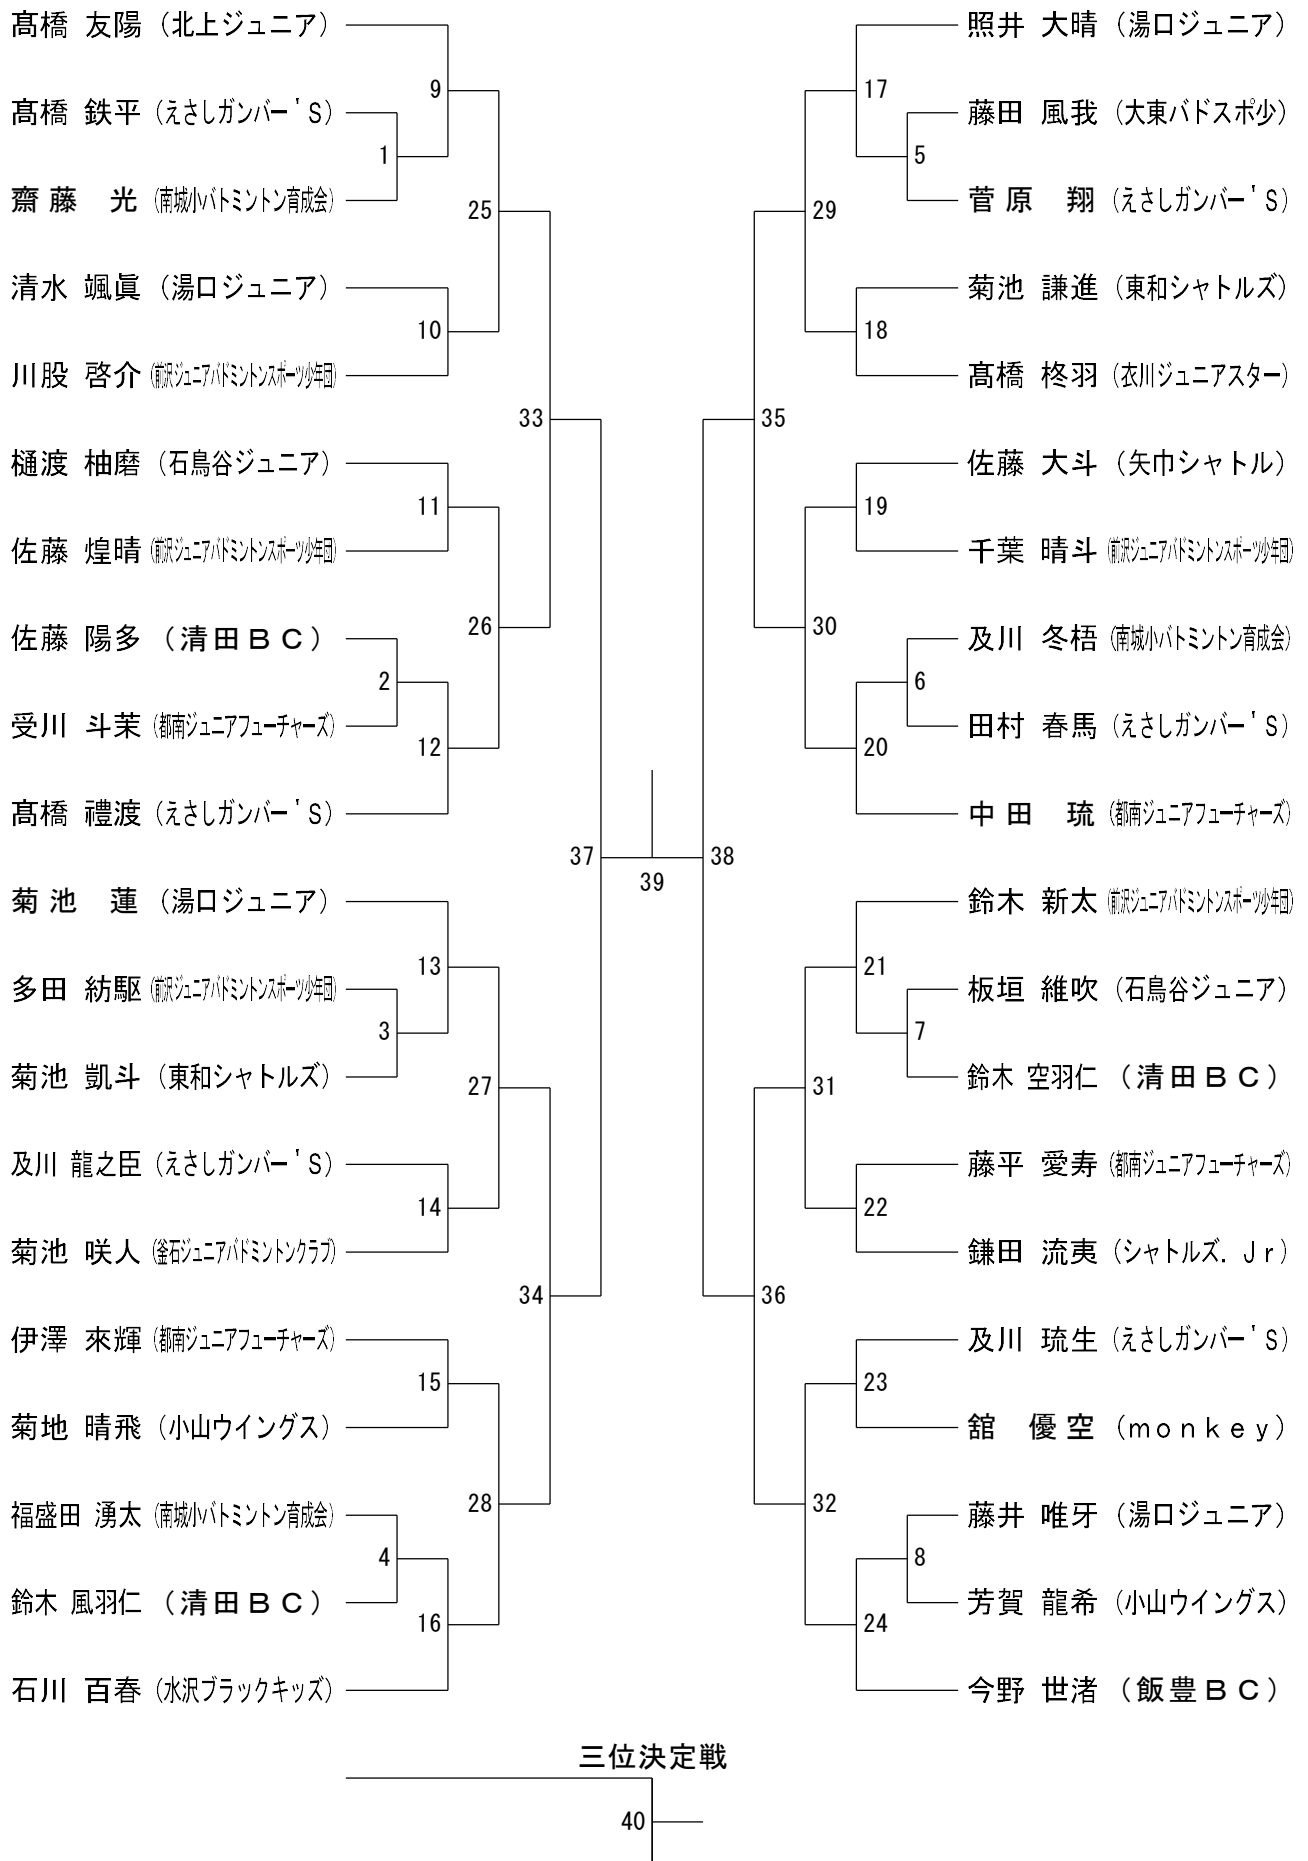 髙橋 友陽 (北上ジュニア)
9
髙橋 鉄平 (えさしガンバー'S)
1
齋藤 光 (南城小バトミントン育成会)
25
清水 颯眞 (湯口ジュニア)
10
川股 啓介 (前沢ジュニアバドミントンスポーツ少年団)
33
樋渡 柚磨 (石鳥谷ジュニア)
11
佐藤 煌晴 (前沢ジュニアバドミントンスポーツ少年団)
26
佐藤 陽多 (清田BC)
2
受川 斗茉 (都南ジュニアフューチャーズ)
12
髙橋 禮渡 (えさしガンバー'S)
37
菊池 蓮 (湯口ジュニア)
13
多田 紡駆 (前沢ジュニアバドミントンスポーツ少年団)
3
菊池 凱斗 (東和シャトルズ)
27
及川 龍之臣 (えさしガンバー'S)
14
菊池 咲人 (釜石ジュニアバドミントンクラブ)
34
伊澤 來輝 (都南ジュニアフューチャーズ)
15
菊地 晴飛 (小山ウイングス)
28
福盛田 湧太 (南城小バトミントン育成会)
4
鈴木 風羽仁 (清田BC)
16
石川 百春 (水沢ブラックキッズ)
39
照井 大晴 (湯口ジュニア)
17
藤田 風我 (大東バドスポ少)
5
菅原 翔 (えさしガンバー'S)
29
菊池 謙進 (東和シャトルズ)
18
髙橋 柊羽 (衣川ジュニアスター)
35
佐藤 大斗 (矢巾シャトル)
19
千葉 晴斗 (前沢ジュニアバドミントンスポーツ少年団)
30
及川 冬梧 (南城小バトミントン育成会)
6
田村 春馬 (えさしガンバー'S)
20
中田 琉 (都南ジュニアフューチャーズ)
38
鈴木 新太 (前沢ジュニアバドミントンスポーツ少年団)
21
板垣 維吹 (石鳥谷ジュニア)
7
鈴木 空羽仁 (清田BC)
31
藤平 愛寿 (都南ジュニアフューチャーズ)
22
鎌田 流夷 (シャトルズ.Jr)
36
及川 琉生 (えさしガンバー'S)
23
舘 優空 (monkey)
32
藤井 唯牙 (湯口ジュニア)
8
芳賀 龍希 (小山ウイングス)
24
今野 世渚 (飯豊BC)
三位決定戦
40